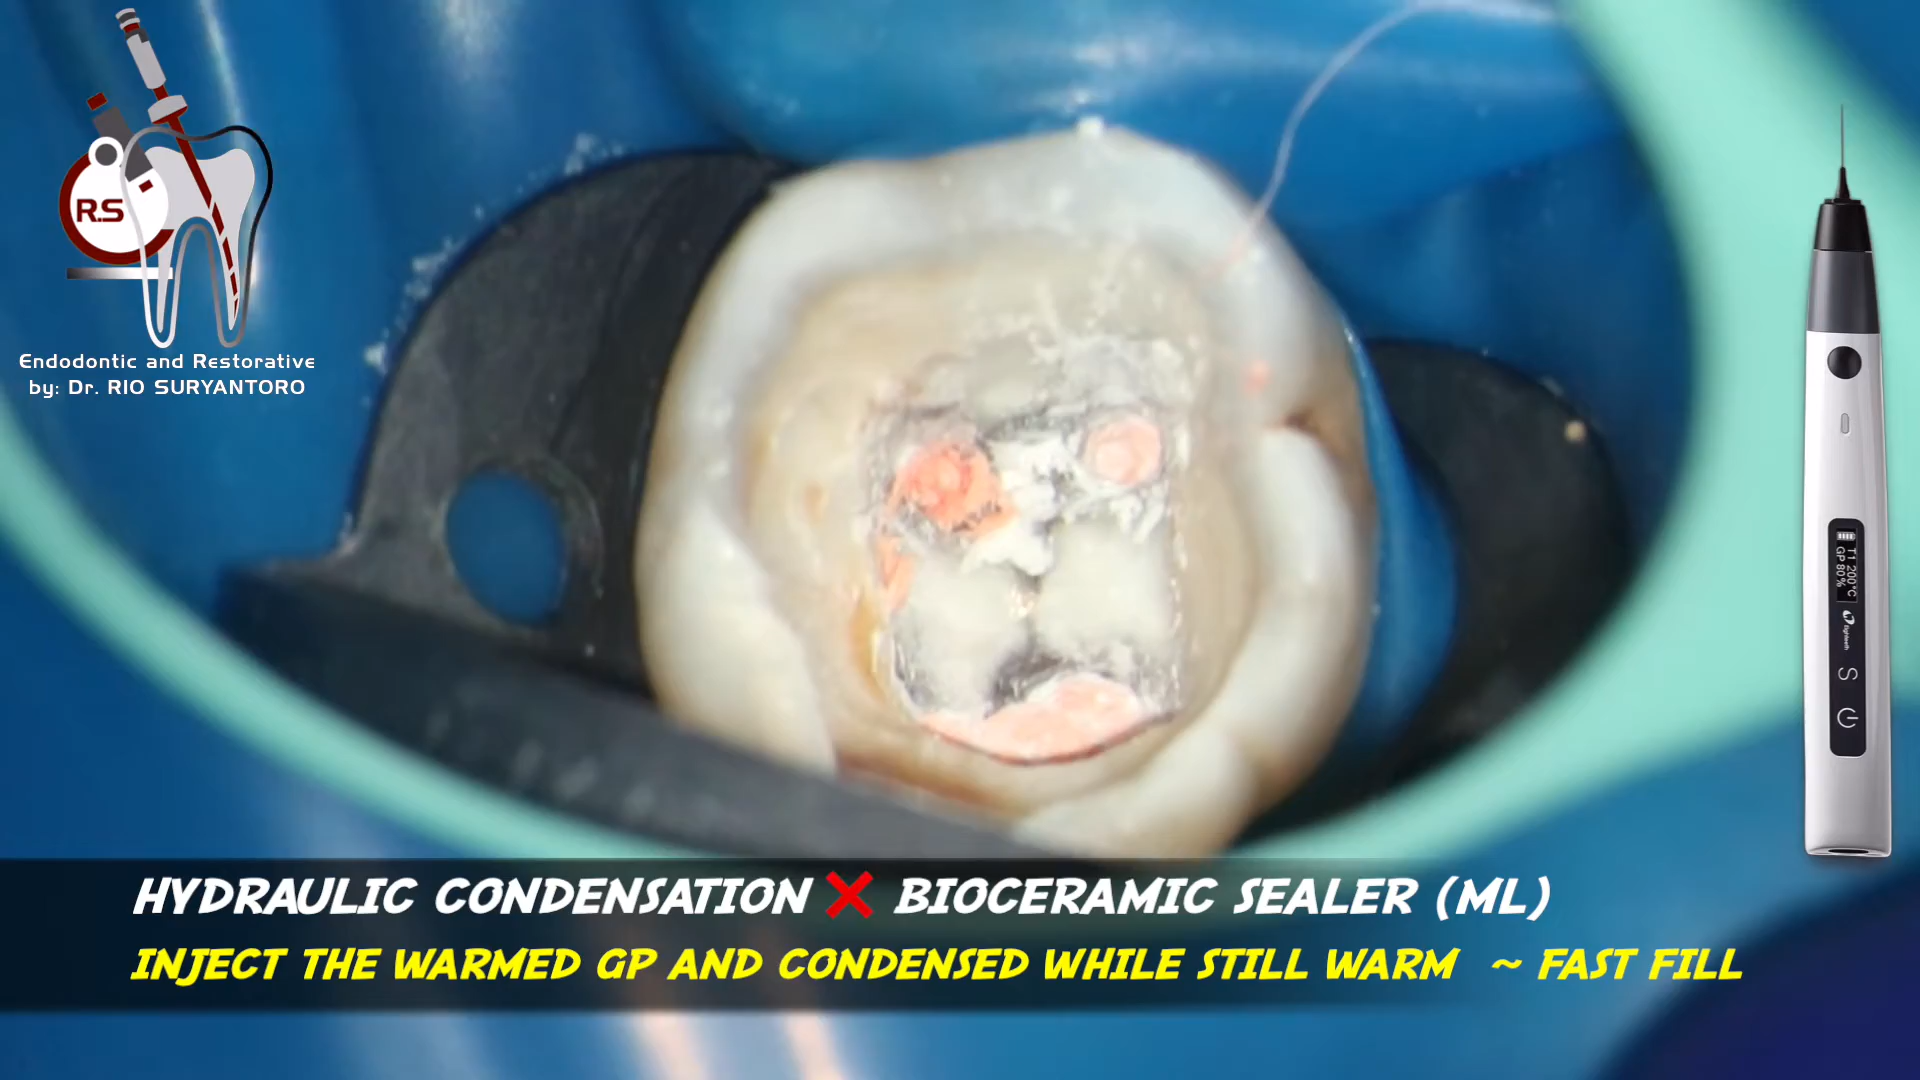 R.S
Endodontic and Restorative
by: Dr. RIO SURYANTORO
T1 200°C
GP 80%
HYDRAULIC CONDENSATION ❌ BIOCERAMIC SEALER (ML)
INJECT THE WARMED GP AND CONDENSED WHILE STILL WARM ~ FAST FILL